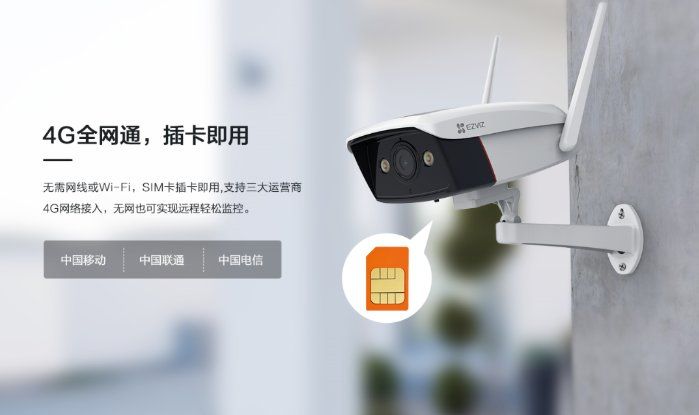 4G全网通，插卡即用
无需网线或Wi-Fi，SIM卡插卡即用,支持三大运营商
4G网络接入，无网也可实现远程轻松监控。
中国移动 中国联通 中国电信
EZVIZ